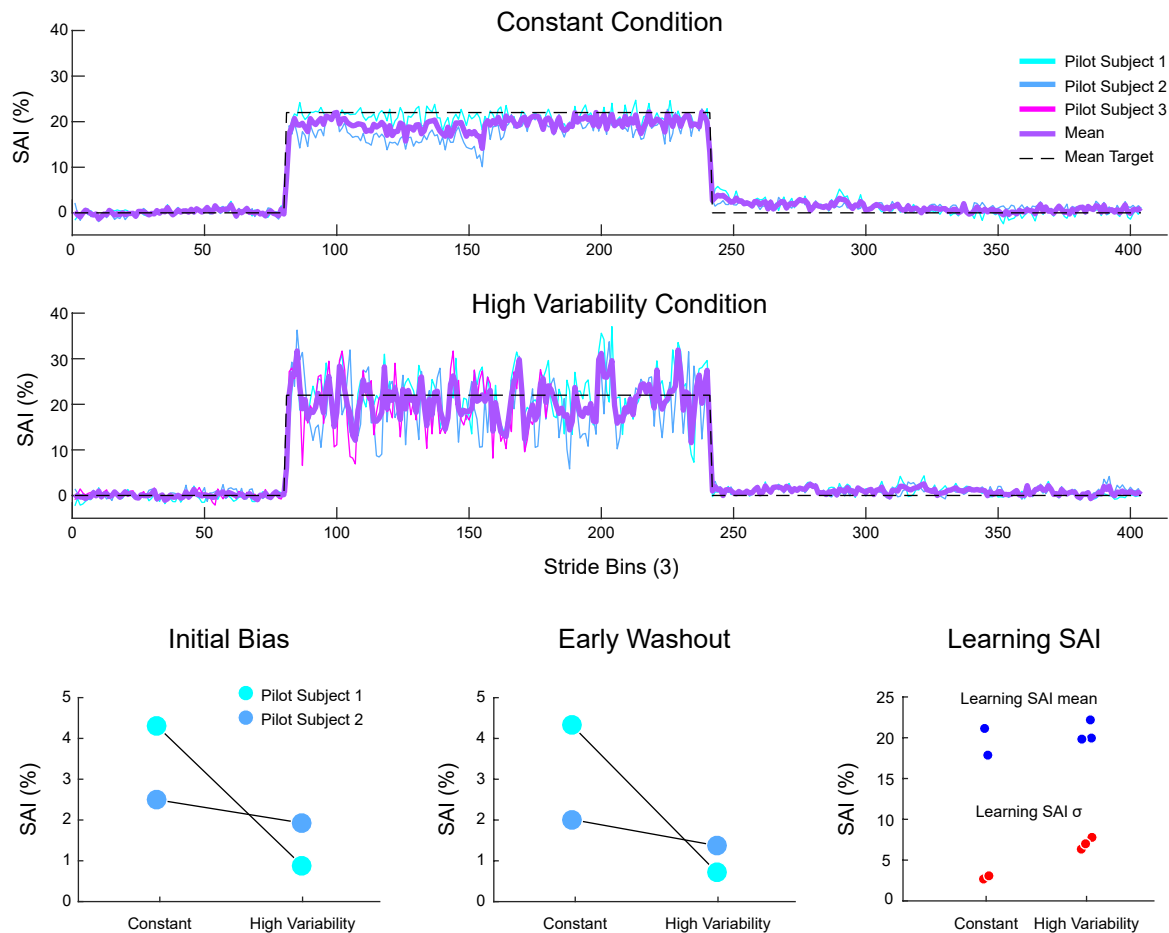 Constant Condition
SAI (%)
40
30
20
10
0
0
50
100
150
200
250
300
350
400
Pilot Subject 1
Pilot Subject 2
Pilot Subject 3
Mean
Mean Target
High Variability Condition
SAI (%)
40
30
20
10
0
0
50
100
150
200
250
300
350
400
Stride Bins (3)
Initial Bias
SAI (%)
5
4
3
2
1
0
Pilot Subject 1
Pilot Subject 2
Constant
High Variability
Early Washout
SAI (%)
5
4
3
2
1
0
Constant
High Variability
Learning SAI
SAI (%)
25
20
15
10
5
0
Learning SAI mean
Learning SAI σ
Constant
High Variability